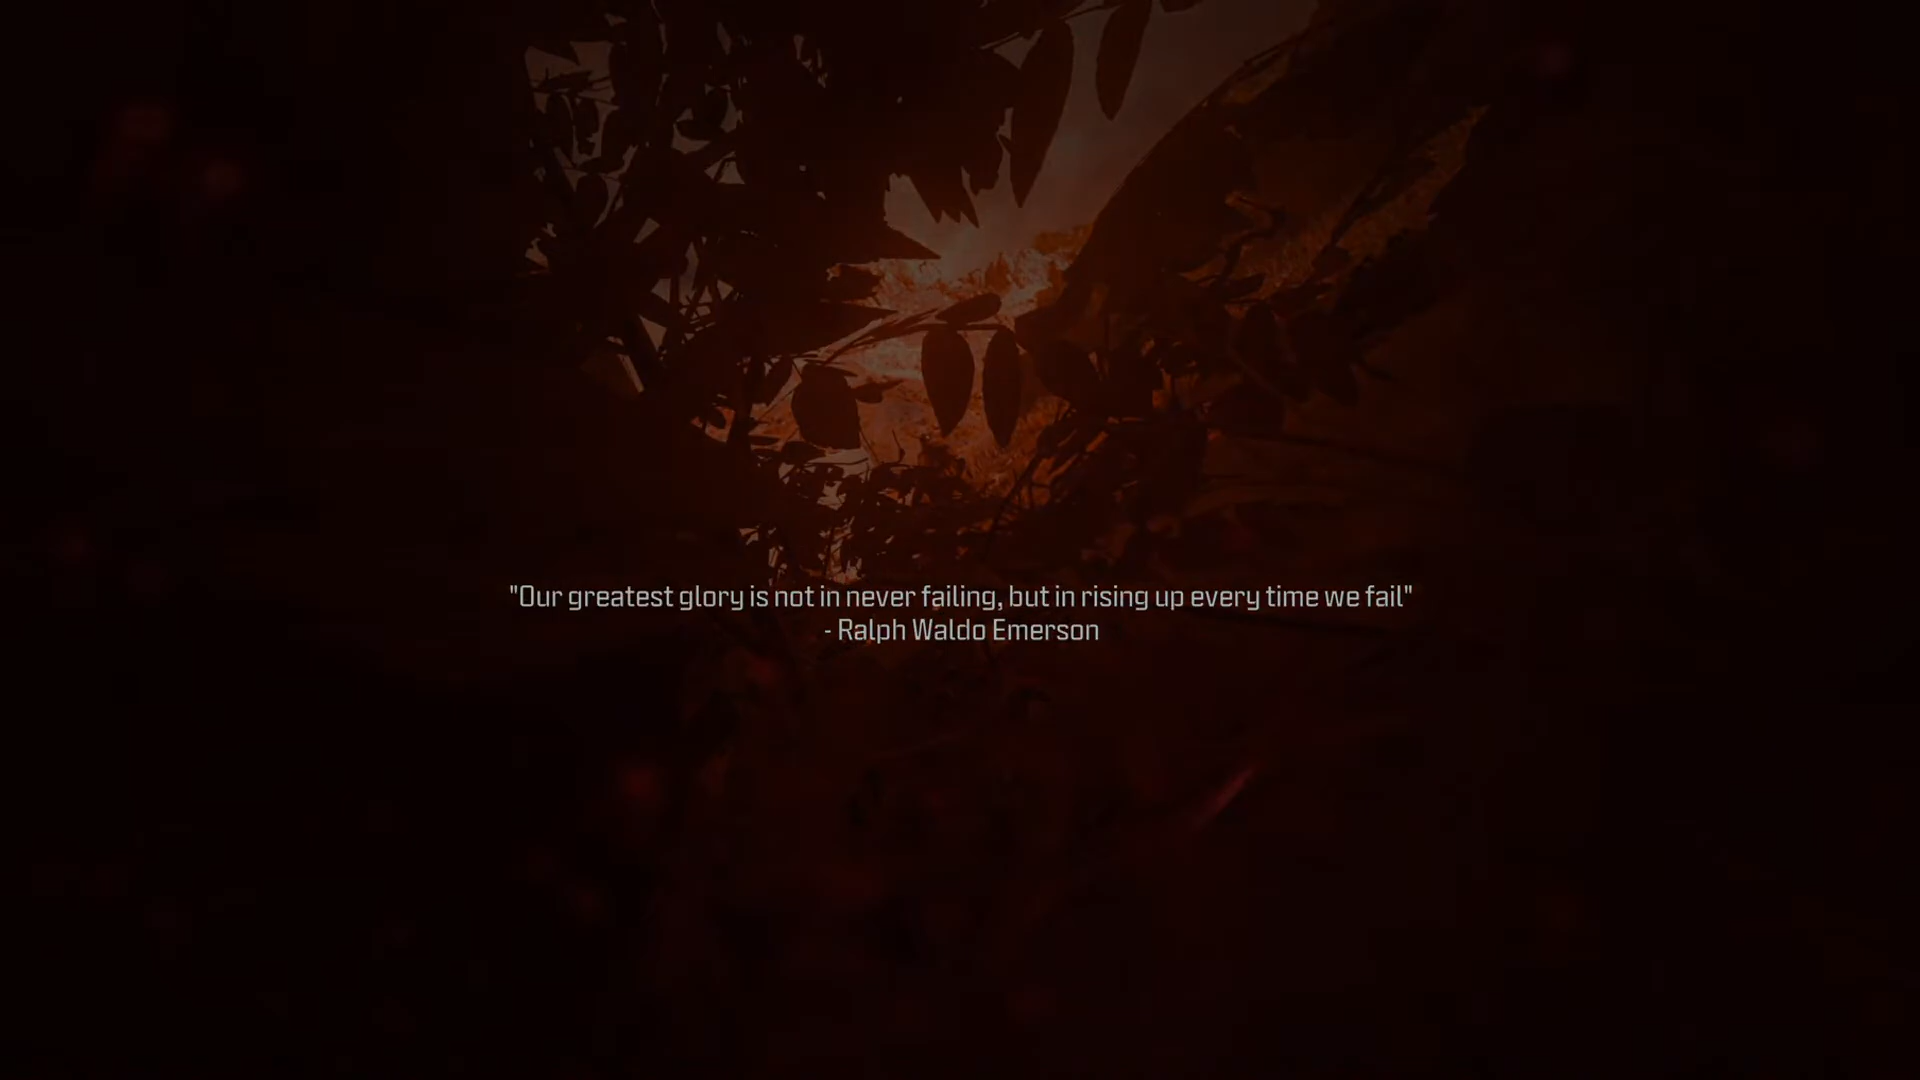 "Our greatest glory is not in never failing, but in rising up every time we fail"
- Ralph Waldo Emerson